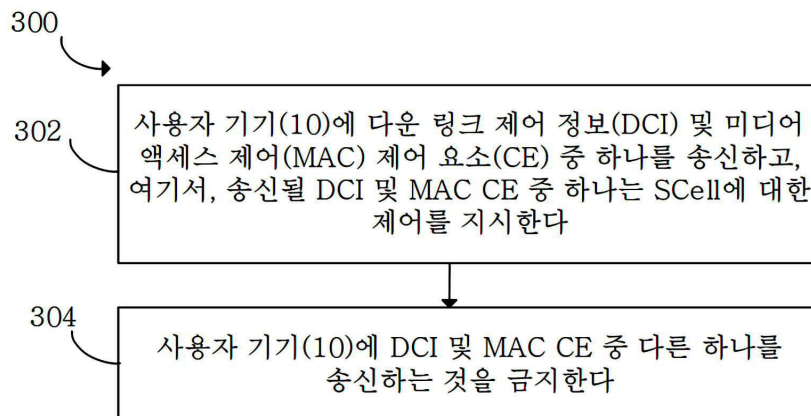 300
302
사용자 기기(10)에 다운 링크 제어 정보(DCI) 및 미디어
액세스 제어(MAC) 제어 요소(CE) 중 하나를 송신하고,
여기서, 송신될 DCI 및 MAC CE 중 하나는 SCell에 대한
제어를 지시한다
304
사용자 기기(10)에 DCI 및 MAC CE 중 다른 하나를
송신하는 것을 금지한다